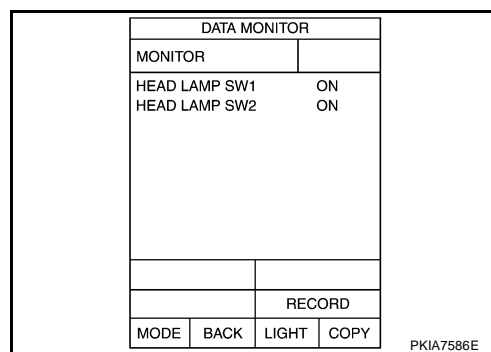 DATA MONITOR
MONITOR
HEAD LAMP SW1 ON
HEAD LAMP SW2 ON
RECORD
MODE BACK LIGHT COPY
PKIA7586E